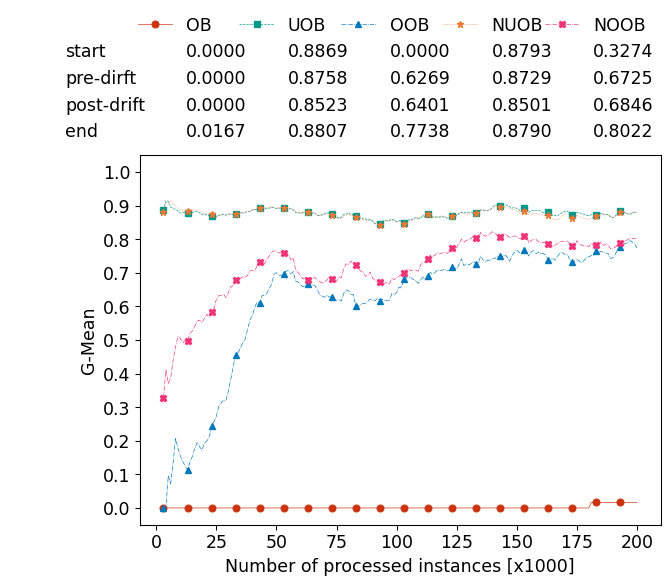 OB UOB OOB NUOB NOOB
start 0.0000 0.8869 0.0000 0.8793 0.3274
pre-dirft 0.0000 0.8758 0.6269 0.8729 0.6725
post-drift 0.0000 0.8523 0.6401 0.8501 0.6846
end 0.0167 0.8807 0.7738 0.8790 0.8022
1.0
0.9
0.8
0.7
0.6
0.5
0.4
0.3
0.2
0.1
0.0
G-Mean
0 25 50 75 100 125 150 175 200
Number of processed instances [x1000]